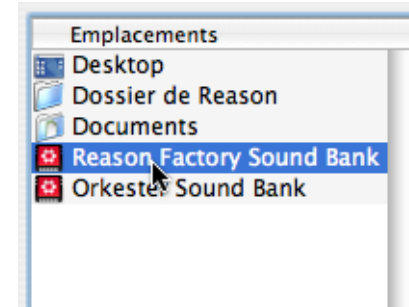 Emplacements
Desktop
Dossier de Reason
Documents
Reason Factory Sound Bank
Orkester Sound Bank